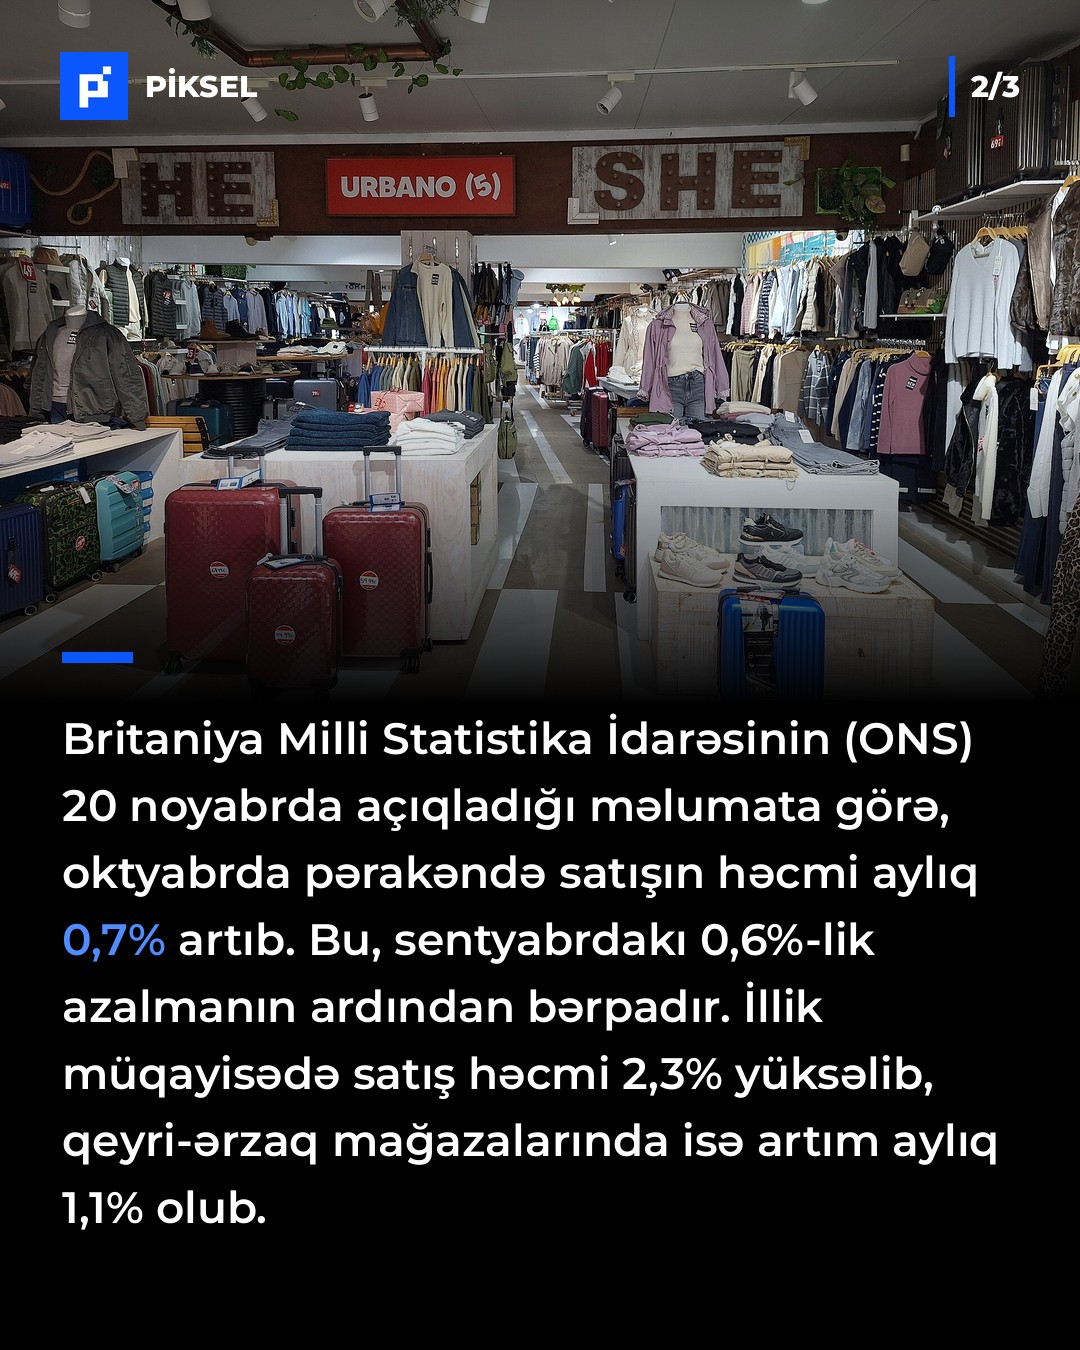 PİKSEL
2/3
HE
URBANO (5)
SHE
Britaniya Milli Statistika İdarəsinin (ONS)
20 noyabrda açıqladığı məlumata görə,
oktyabrda pərakəndə satışın həcmi aylıq
0,7% artıb. Bu, sentyabrdakı 0,6%-lik
azalmanın ardından bərpadır. İllik
müqayisədə satış həcmi 2,3% yüksəlib,
qeyri-ərzaq mağazalarında isə artım aylıq
1,1% olub.